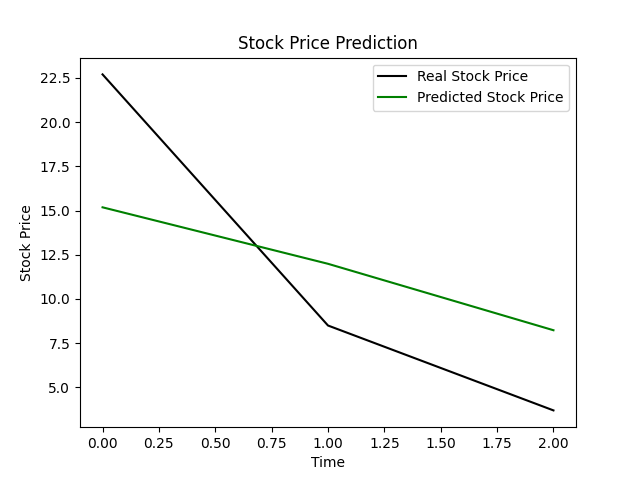 Stock Price Prediction
Real Stock Price
Predicted Stock Price
22.5
20.0
17.5
15.0
12.5
10.0
7.5
5.0
Stock Price
0.00 0.25 0.50 0.75 1.00 1.25 1.50 1.75 2.00
Time